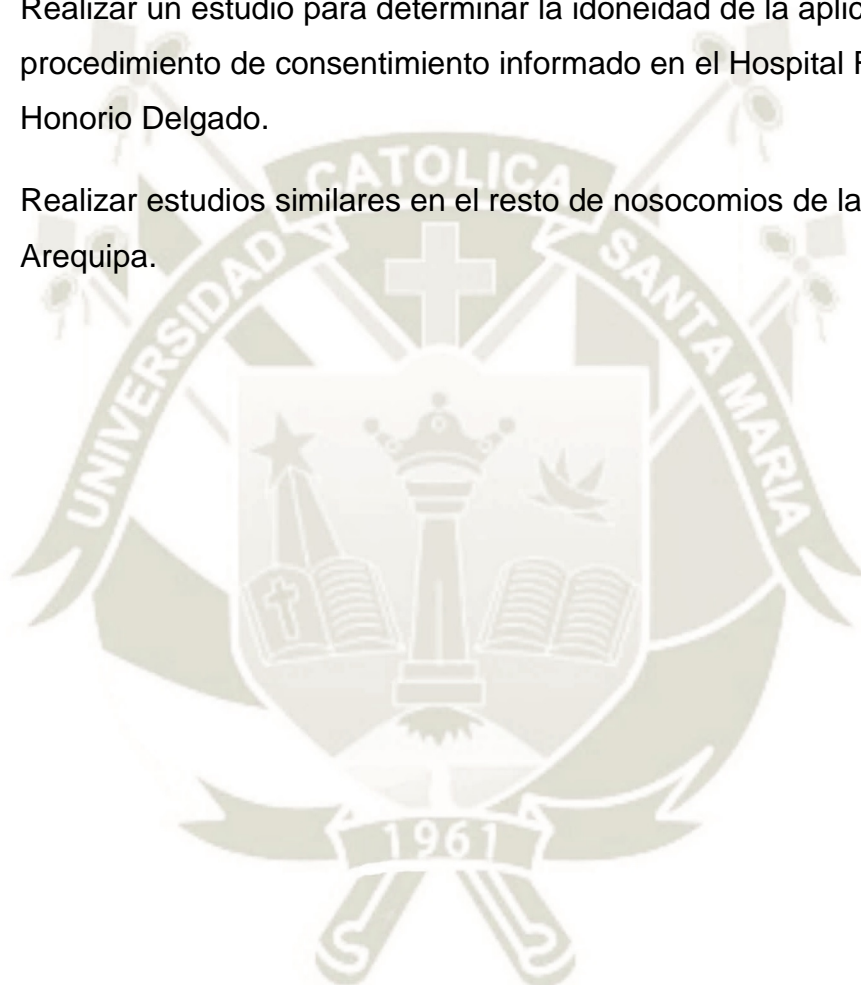 Realizar un estudio para determinar la idoneidad de la aplic
procedimiento de consentimiento informado en el Hospital
Honorio Delgado.
Realizar estudios similares en el resto de nosocomios de la
Arequipa.
UNIVERSIDAD CATOLICA SANTA MARIA
1961